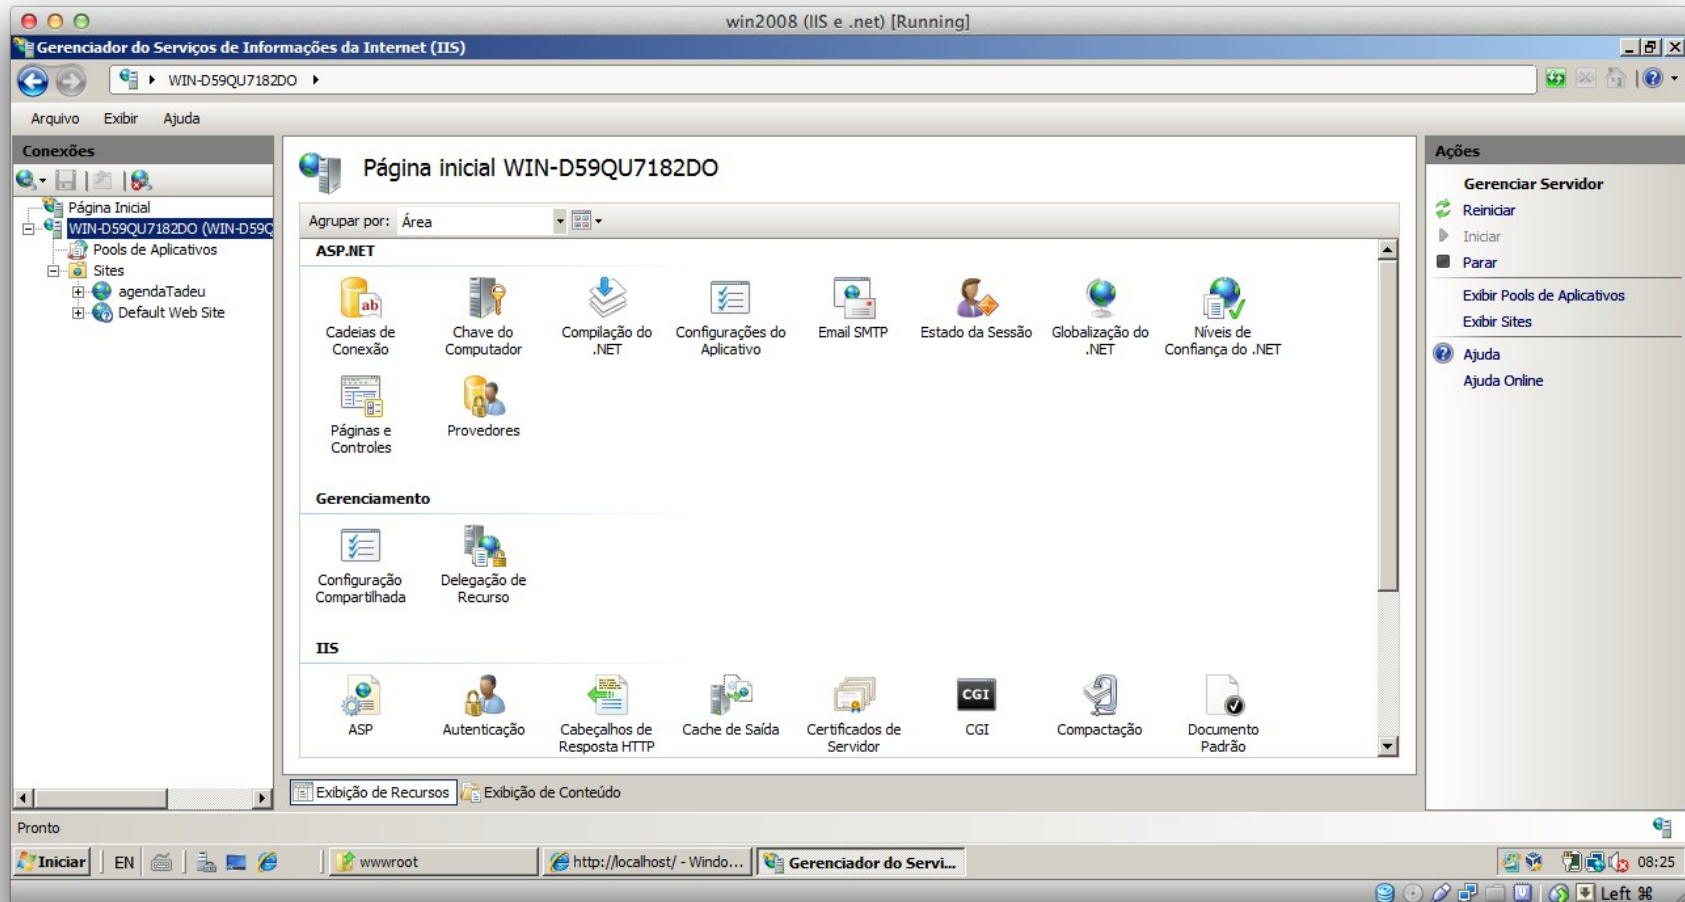 win2008 (IIS e .net) [Running]
Gerenciador do Serviços de Informações da Internet (IIS)
WIN-D59QU7182DO
Arquivo Exibir Ajuda
Conexões
Página Inicial
WIN-D59QU7182DO (WIN-D59Q
Pools de Aplicativos
Sites
agendaTadeu
Default Web Site
Página inicial WIN-D59QU7182DO
Agrupar por: Área
ASP.NET
Cadeias de Conexão
Chave do Computador
Compilação do .NET
Configurações do Aplicativo
Email SMTP
Estado da Sessão
Globalização do .NET
Níveis de Confiança do .NET
Páginas e Controles
Provedores
Gerenciamento
Configuração Compartilhada
Delegação de Recurso
IIS
ASP
Autenticação
Cabeçalhos de Resposta HTTP
Cache de Saída
Certificados de Servidor
CGI
CGI
Compactação
Documento Padrão
Exibição de Recursos
Exibição de Conteúdo
Ações
Gerenciar Servidor
Reiniciar
Iniciar
Parar
Exibir Pools de Aplicativos
Exibir Sites
Ajuda
Ajuda Online
Pronto
Iniciar EN wwwroot http://localhost/ - Windo... Gerenciador do Servi... 08:25
Left ⌘